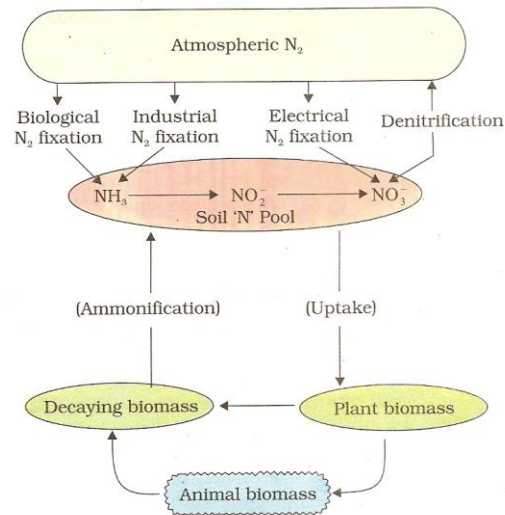 Atmospheric N₂
Biological
N₂ fixation
Industrial
N₂ fixation
Electrical
N₂ fixation
Denitrification
NH₃
NO₂⁻
NO₃⁻
Soil 'N' Pool
(Ammonification)
(Uptake)
Decaying biomass
Plant biomass
Animal biomass